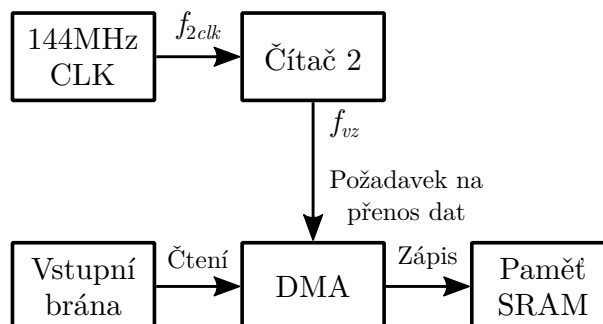 144MHz
CLK
f2clk
Čítač 2
fvz
Požadavek na
přenos dat
Vstupní
brána
Čtení
DMA
Zápis
Paměť
SRAM